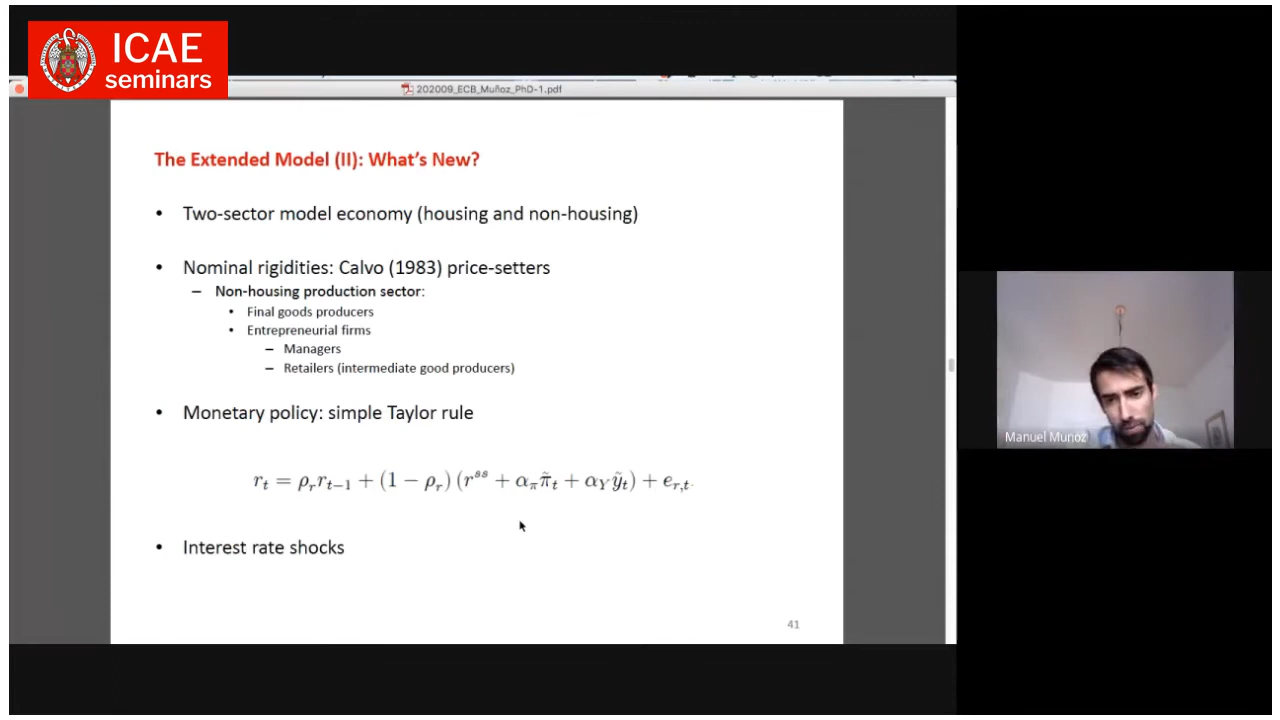 ICAE
seminars
202009_ECB_Muñoz_PhD-1.pdf
The Extended Model (II): What's New?
• Two-sector model economy (housing and non-housing)
• Nominal rigidities: Calvo (1983) price-setters
– Non-housing production sector:
• Final goods producers
• Entrepreneurial firms
– Managers
– Retailers (intermediate good producers)
• Monetary policy: simple Taylor rule
r_t = ρ_r r_{t−1} + (1 − ρ_r) (r^{ss} + α_π π̃_t + α_Y ỹ_t) + e_{r,t}.
• Interest rate shocks
41
Manuel Muñoz